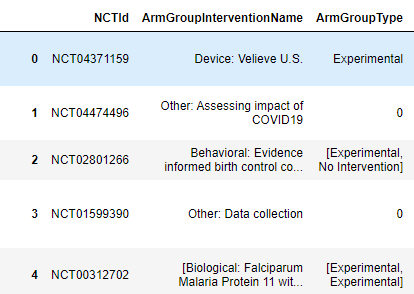 NCTId ArmGroupInterventionName ArmGroupType
0 NCT04371159 Device: Velieve U.S. Experimental
1 NCT04474496 Other: Assessing impact of COVID19 0
2 NCT02801266 Behavioral: Evidence informed birth control co... [Experimental, No Intervention]
3 NCT01599390 Other: Data collection 0
4 NCT00312702 [Biological: Falciparum Malaria Protein 11 wit... [Experimental, Experimental]